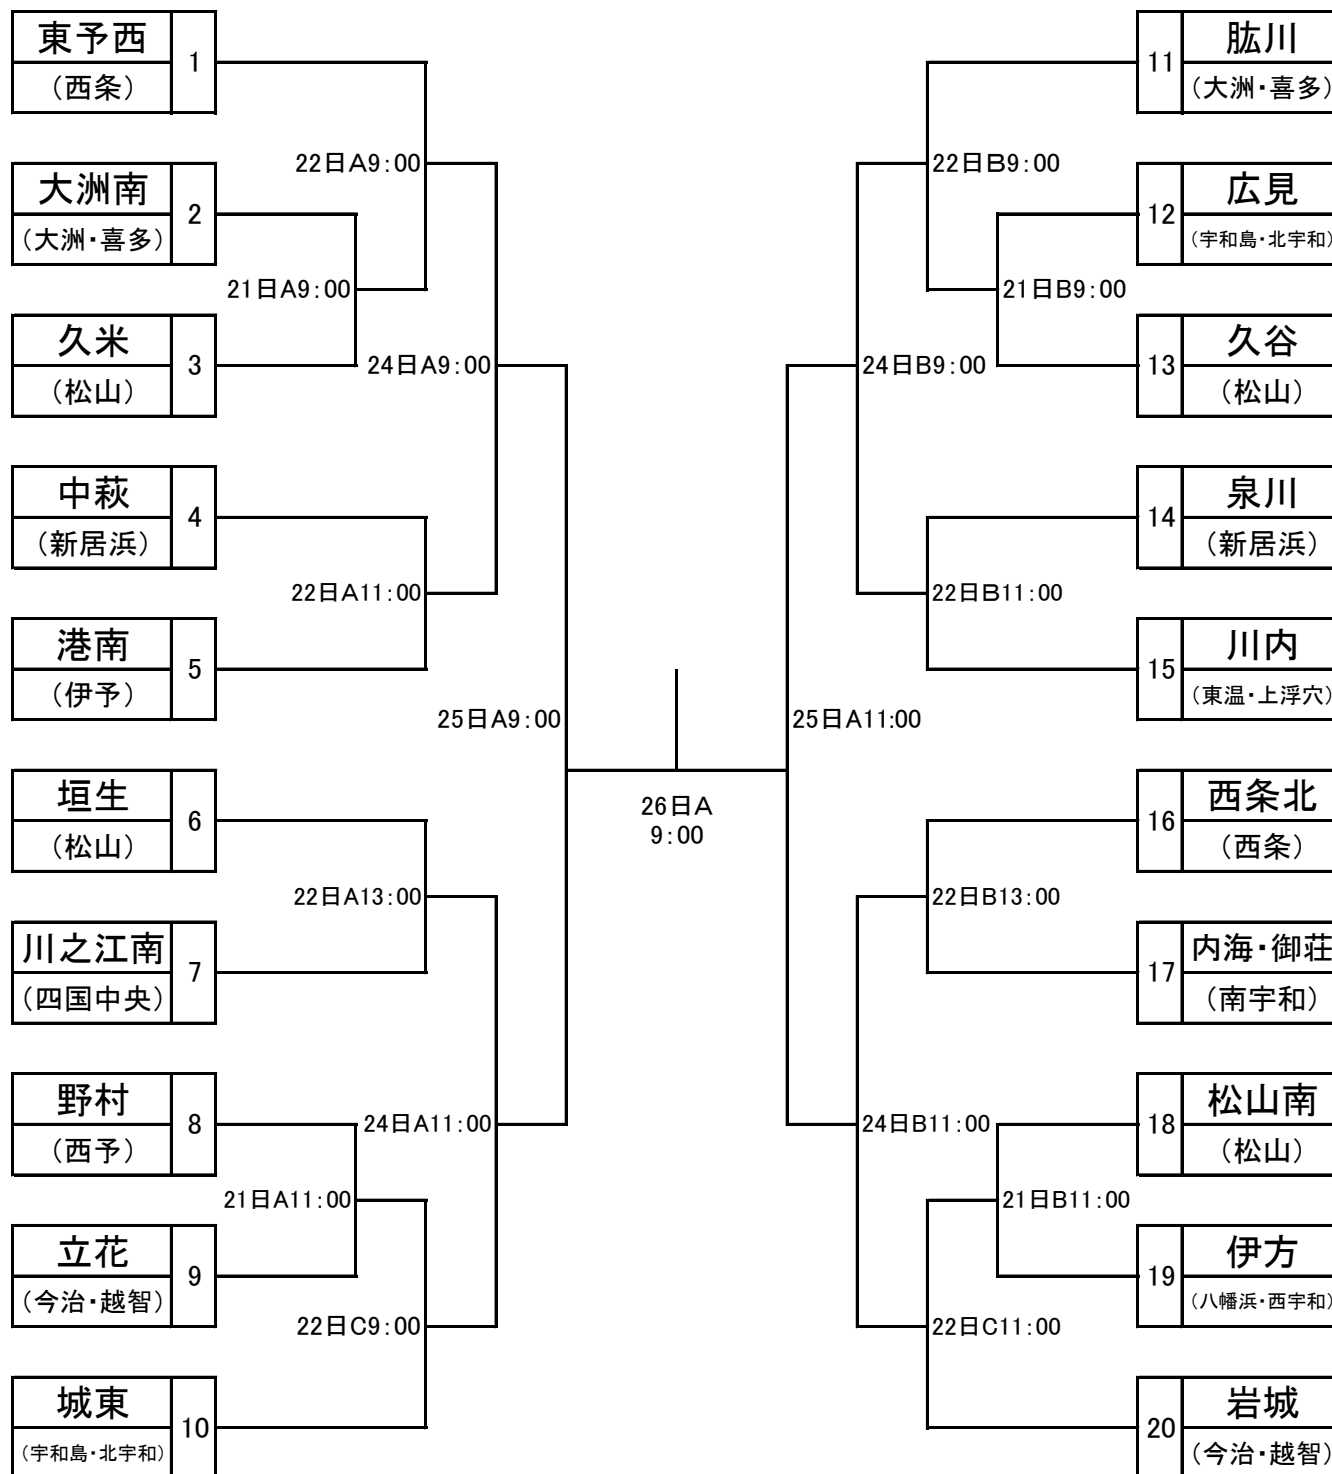 東予西
1
(西条)
大洲南
2
(大洲・喜多)
久米
3
(松山)
中萩
4
(新居浜)
港南
5
(伊予)
垣生
6
(松山)
川之江南
7
(四国中央)
野村
8
(西予)
立花
9
(今治・越智)
城東
10
(宇和島・北宇和)
22日A9:00
21日A9:00
24日A9:00
22日A11:00
25日A9:00
22日A13:00
24日A11:00
21日A11:00
22日C9:00
26日A
9:00
22日B9:00
21日B9:00
24日B9:00
22日B11:00
25日A11:00
22日B13:00
24日B11:00
21日B11:00
22日C11:00
肱川
11
(大洲・喜多)
広見
12
(宇和島・北宇和)
久谷
13
(松山)
泉川
14
(新居浜)
川内
15
(東温・上浮穴)
西条北
16
(西条)
内海・御荘
17
(南宇和)
松山南
18
(松山)
伊方
19
(八幡浜・西宇和)
岩城
20
(今治・越智)